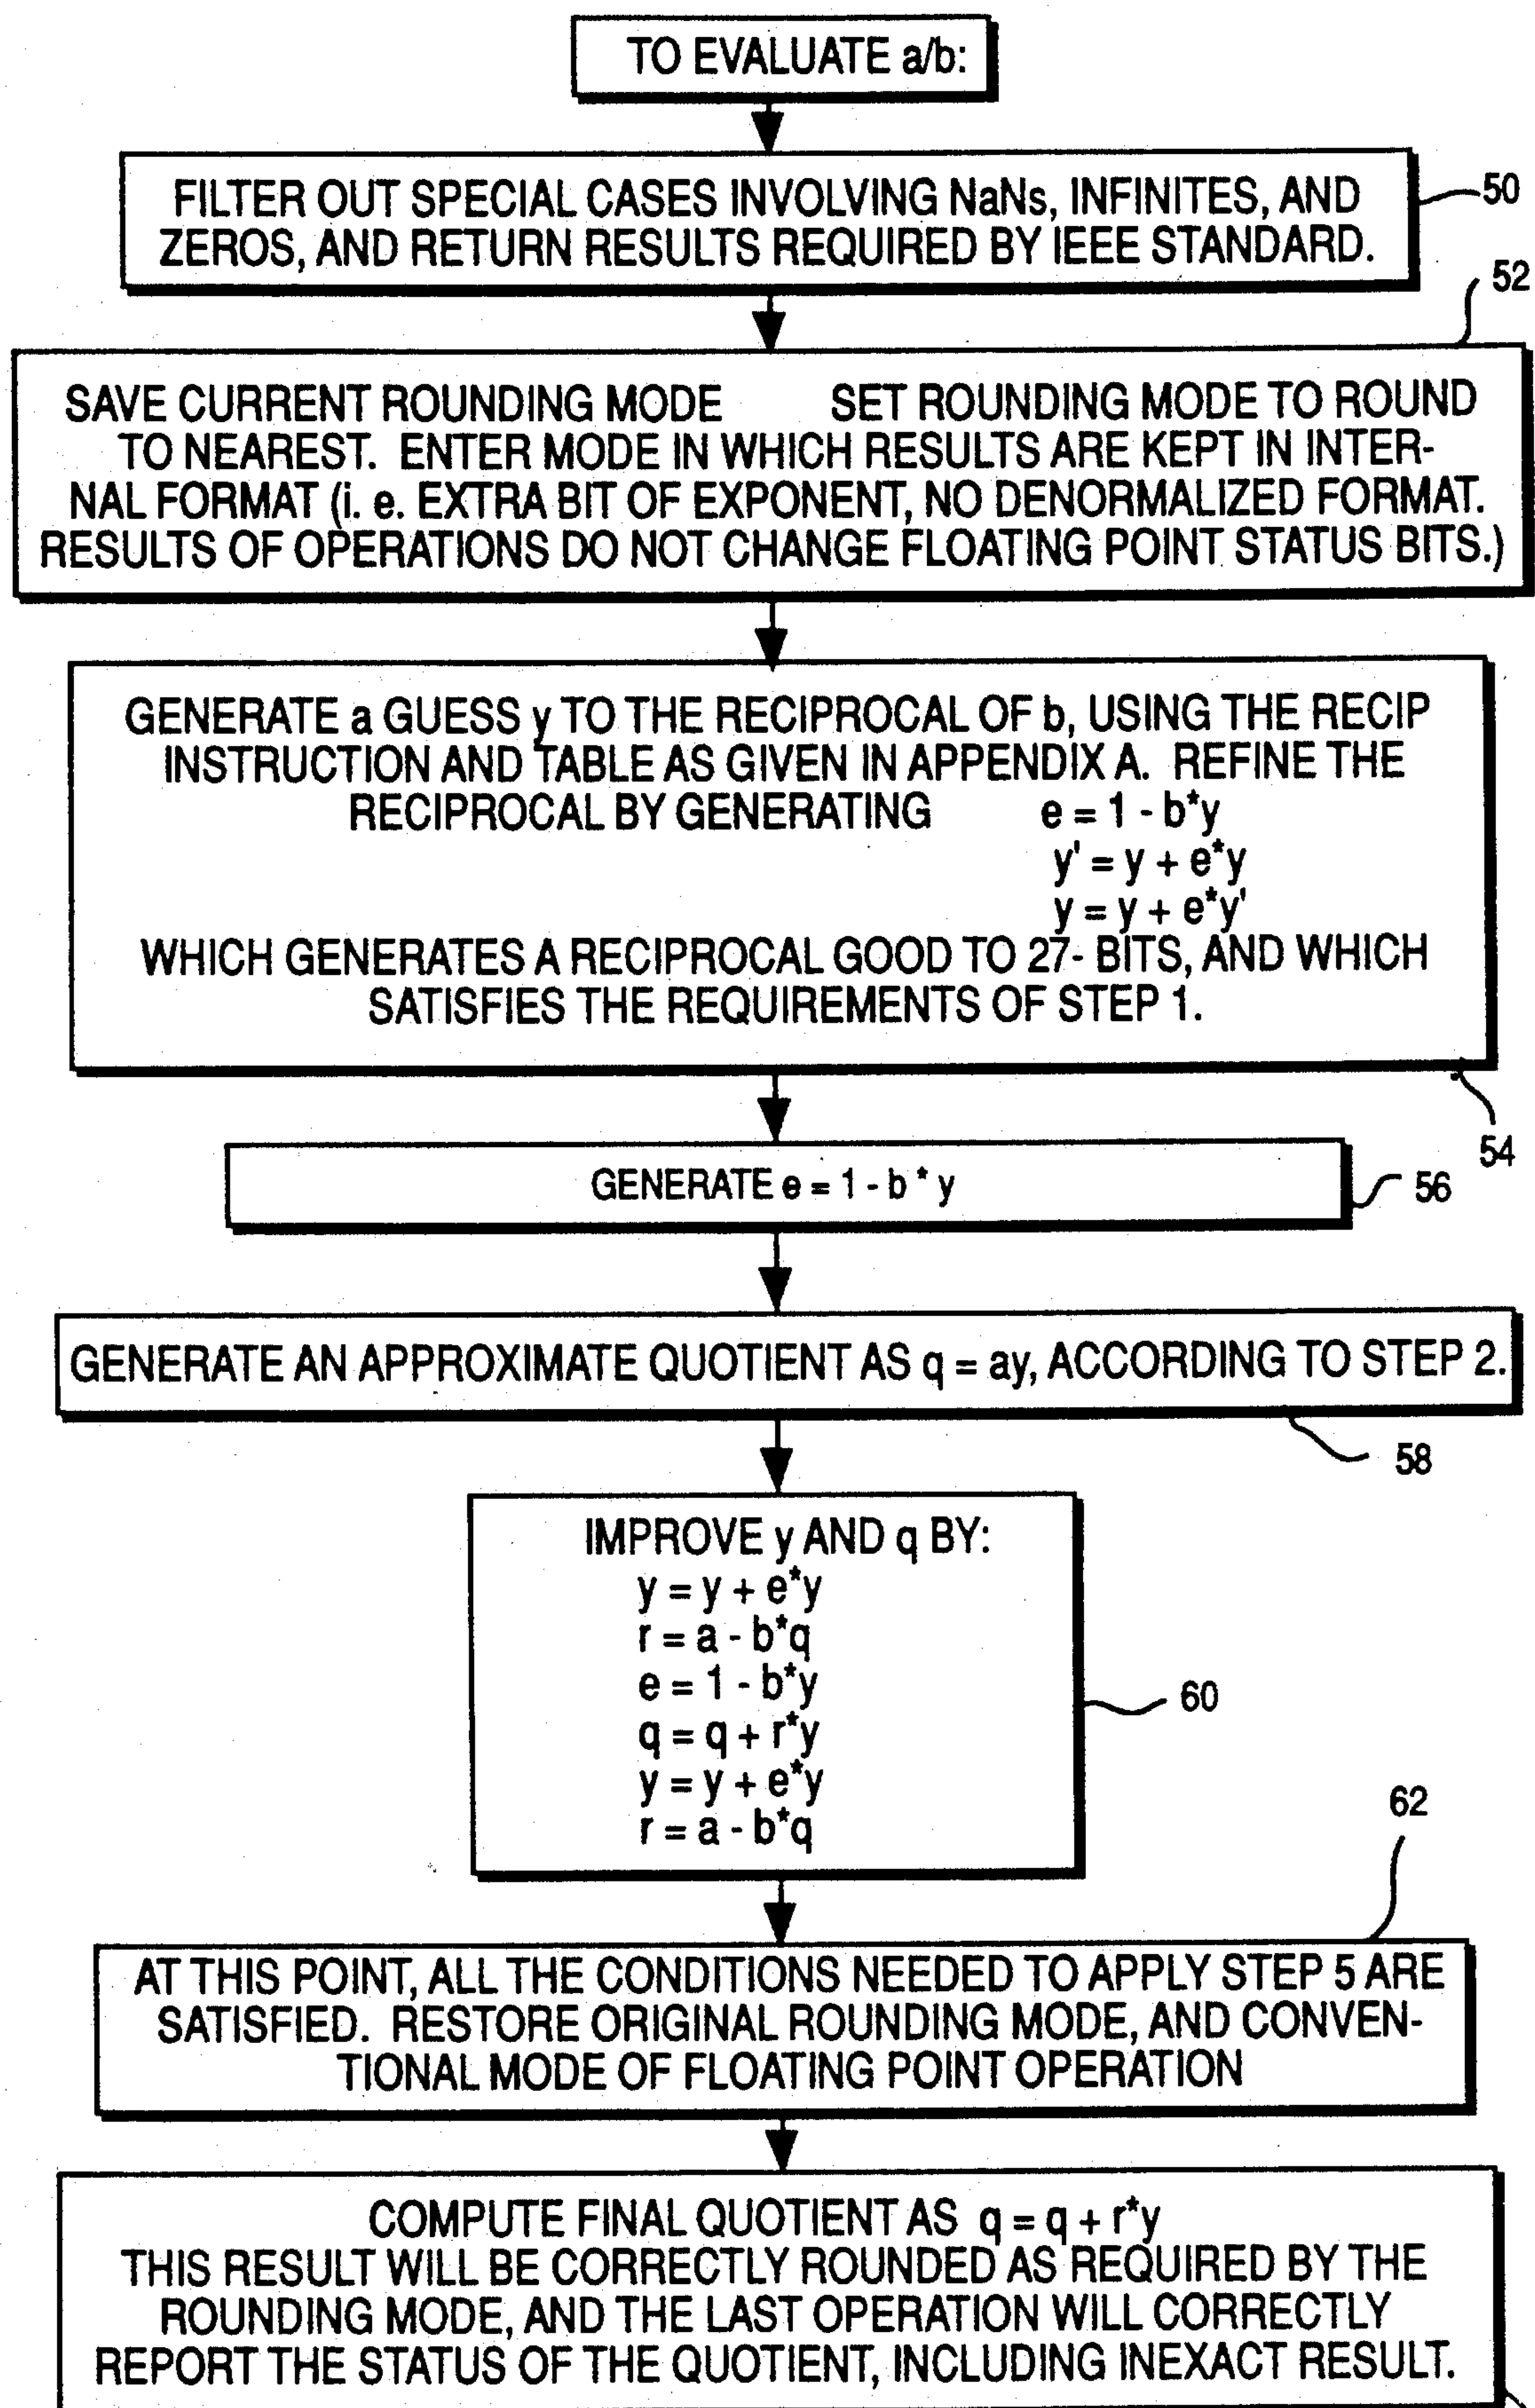 TO EVALUATE a/b:
FILTER OUT SPECIAL CASES INVOLVING NaNs, INFINITES, AND
ZEROS, AND RETURN RESULTS REQUIRED BY IEEE STANDARD.
50
52
SAVE CURRENT ROUNDING MODE SET ROUNDING MODE TO ROUND
TO NEAREST. ENTER MODE IN WHICH RESULTS ARE KEPT IN INTER-
NAL FORMAT (i. e. EXTRA BIT OF EXPONENT, NO DENORMALIZED FORMAT.
RESULTS OF OPERATIONS DO NOT CHANGE FLOATING POINT STATUS BITS.)
GENERATE a GUESS y TO THE RECIPROCAL OF b, USING THE RECIP
INSTRUCTION AND TABLE AS GIVEN IN APPENDIX A. REFINE THE
RECIPROCAL BY GENERATING e = 1 - b*y
y' = y + e*y
y = y + e*y'
WHICH GENERATES A RECIPROCAL GOOD TO 27- BITS, AND WHICH
SATISFIES THE REQUIREMENTS OF STEP 1.
54
GENERATE e = 1 - b * y
56
GENERATE AN APPROXIMATE QUOTIENT AS q = ay, ACCORDING TO STEP 2.
58
IMPROVE y AND q BY:
y = y + e*y
r = a - b*q
e = 1 - b*y
q = q + r*y
y = y + e*y
r = a - b*q
60
62
AT THIS POINT, ALL THE CONDITIONS NEEDED TO APPLY STEP 5 ARE
SATISFIED. RESTORE ORIGINAL ROUNDING MODE, AND CONVEN-
TIONAL MODE OF FLOATING POINT OPERATION
COMPUTE FINAL QUOTIENT AS q = q + r*y
THIS RESULT WILL BE CORRECTLY ROUNDED AS REQUIRED BY THE
ROUNDING MODE, AND THE LAST OPERATION WILL CORRECTLY
REPORT THE STATUS OF THE QUOTIENT, INCLUDING INEXACT RESULT.